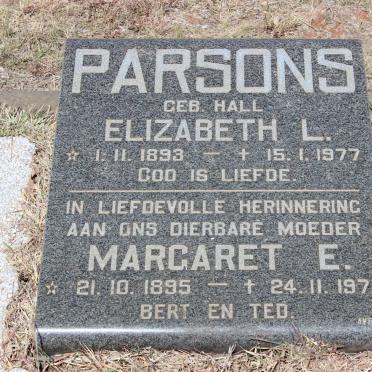 PARSONS
GEB. HALL
ELIZABETH L.
☆ 1.11.1893 — † 15.1.1977
GOD IS LIEFDE.
IN LIEFDEVOLLE HERINNERING
AAN ONS DIERBARE MOEDER
MARGARET E.
☆ 21.10.1895 — † 24.11.197
BERT EN TED.